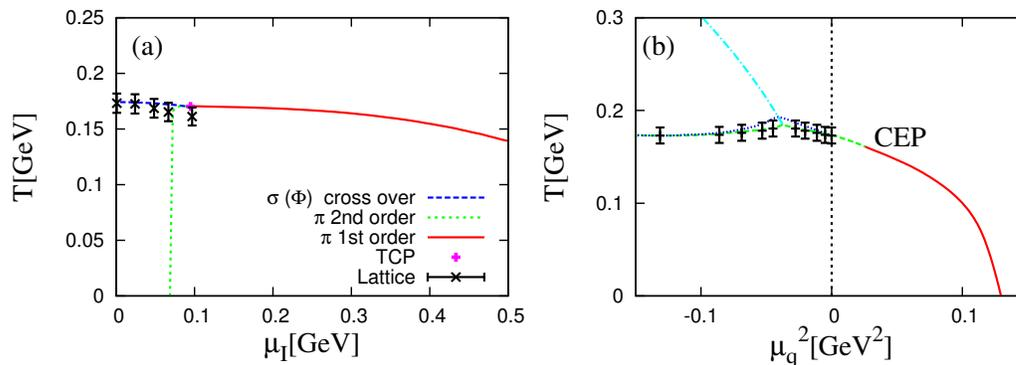 (a)
T[GeV]
0.25
0.2
0.15
0.1
0.05
0
σ (Φ) cross over
π 2nd order
π 1st order
TCP
Lattice
0 0.1 0.2 0.3 0.4 0.5
μI[GeV]
(b)
T[GeV]
0.3
0.2
0.1
0
CEP
-0.1 0 0.1
μq²[GeV²]